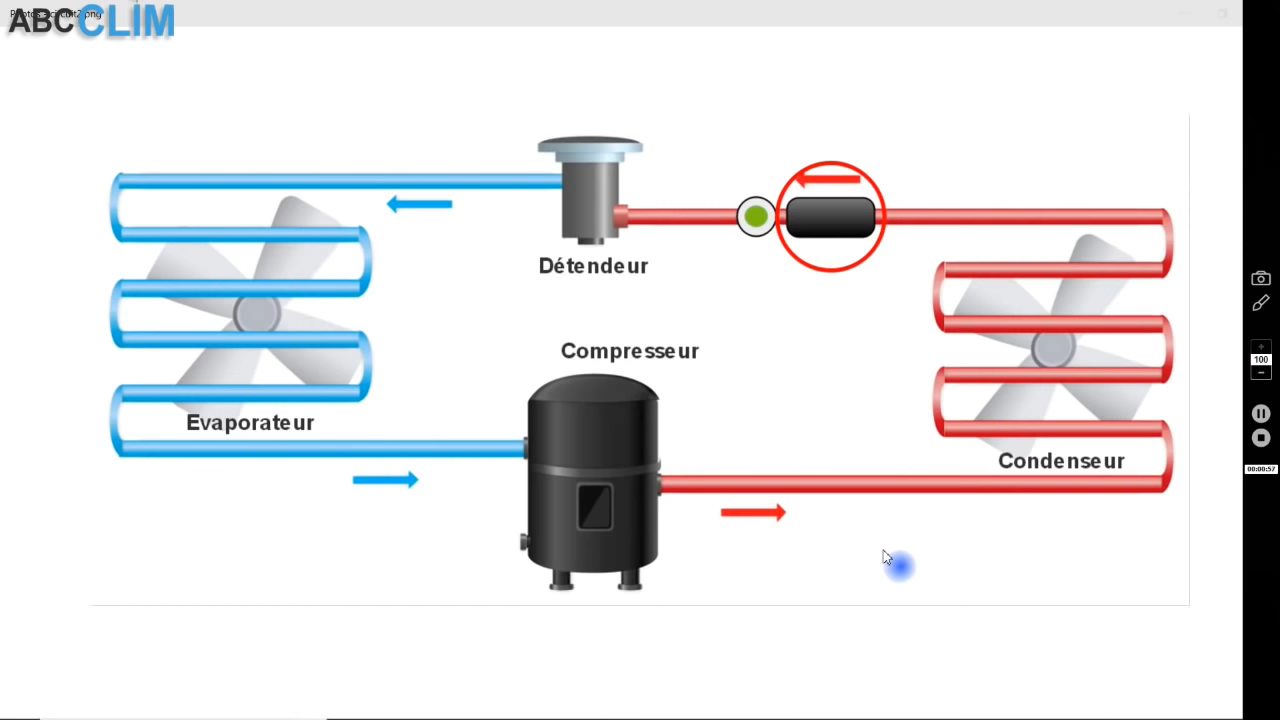 ABCCLIM
Détendeur
Compresseur
Evaporateur
Condenseur
100
00:00:57